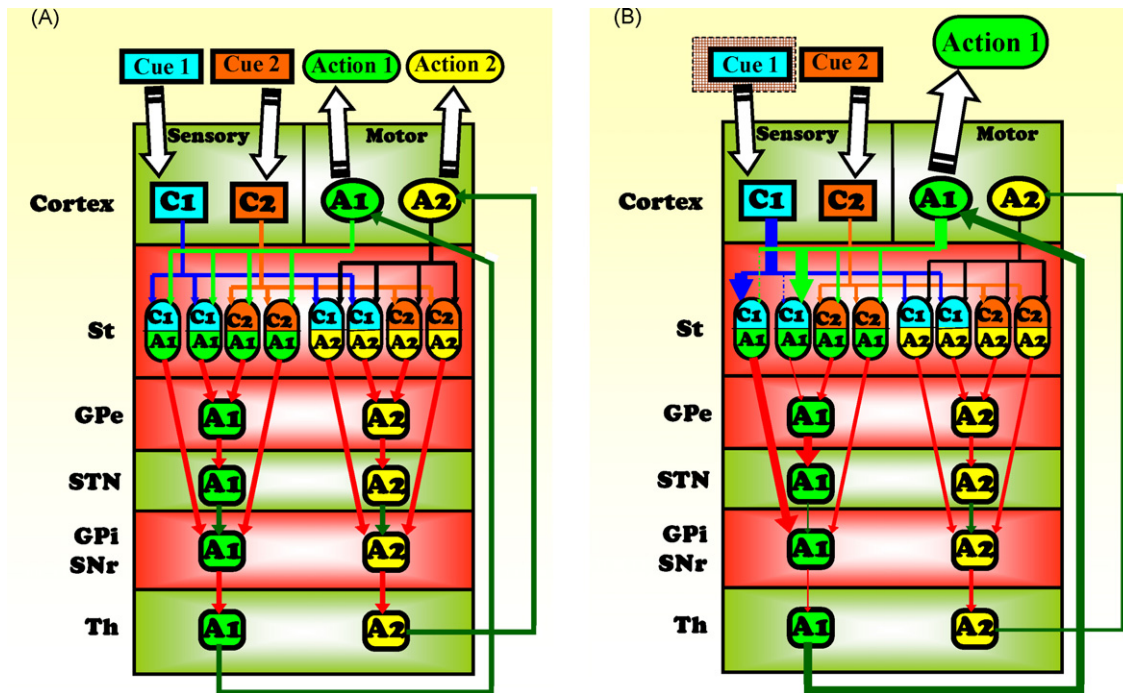 (A)
Cue 1 Cue 2 Action 1 Action 2
Sensory Motor
Cortex C1 C2 A1 A2
C1 C1 C2 C2 C1 C1 C2 C2
St
A1 A1 A1 A1 A2 A2 A2 A2
GPe A1 A2
STN A1 A2
GPi
A1 A2
SNr
Th A1 A2
(B)
Action 1
Cue 1 Cue 2
Sensory Motor
Cortex C1 C2 A1 A2
C1 C1 C2 C2 C1 C1 C2 C2
St
A1 A1 A1 A1 A2 A2 A2 A2
GPe A1 A2
STN A1 A2
GPi
A1 A2
SNr
Th A1 A2